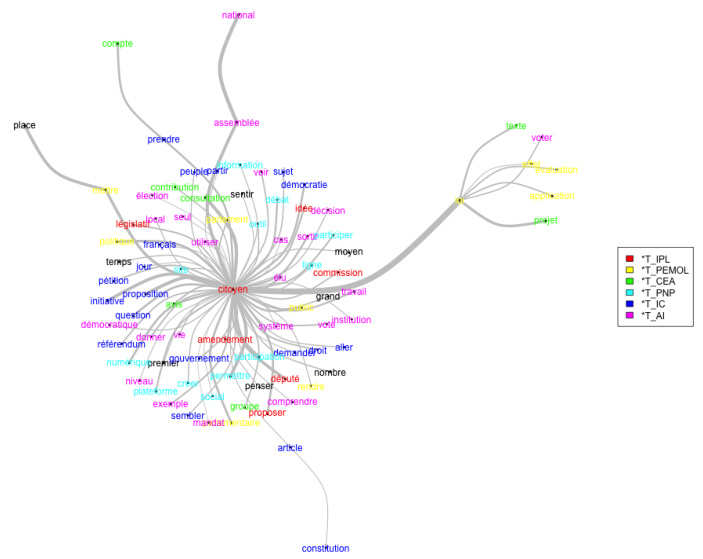 national
compte
assemblée
place
texte
voter
prendre
information
évaluation
peuple
partir
voir
sujet
démocratie
contribution
élection
consultation
sentir
débat
application
local
seul
idée
décision
législatif
outil
projet
français
utiliser
cas
sortir
participer
temps
jour
moyen
pétition
élu
commission
citoyen
travail
initiative
proposition
grand
question
avis
démocratique
système
vote
institution
référendum
donner
vie
amendement
demander
droit
aller
numérique
premier
gouvernement
participation
nombre
niveau
plateforme
créer
permettre
penser
député
exemple
social
comprendre
sembler
groupe
proposer
mandat
article
constitution
*T_IPL
*T_PEMOL
*T_CEA
*T_PNP
*T_IC
*T_AI